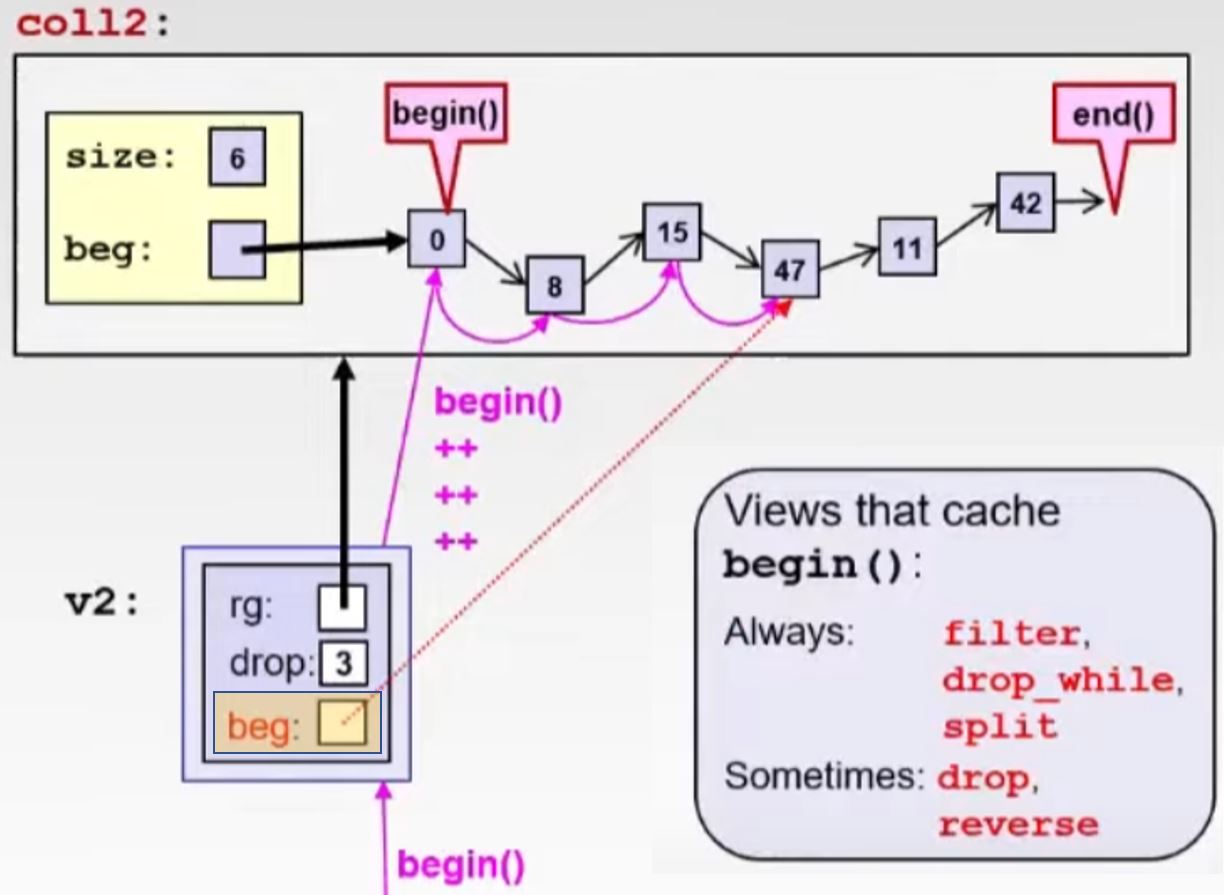 coll2:
begin()
end()
size: 6
beg:
0
8
15
47
11
42
begin()
++
++
++
v2:
rg:
drop: 3
beg:
begin()
Views that cache
begin():
Always: filter,
drop_while,
split
Sometimes: drop,
reverse